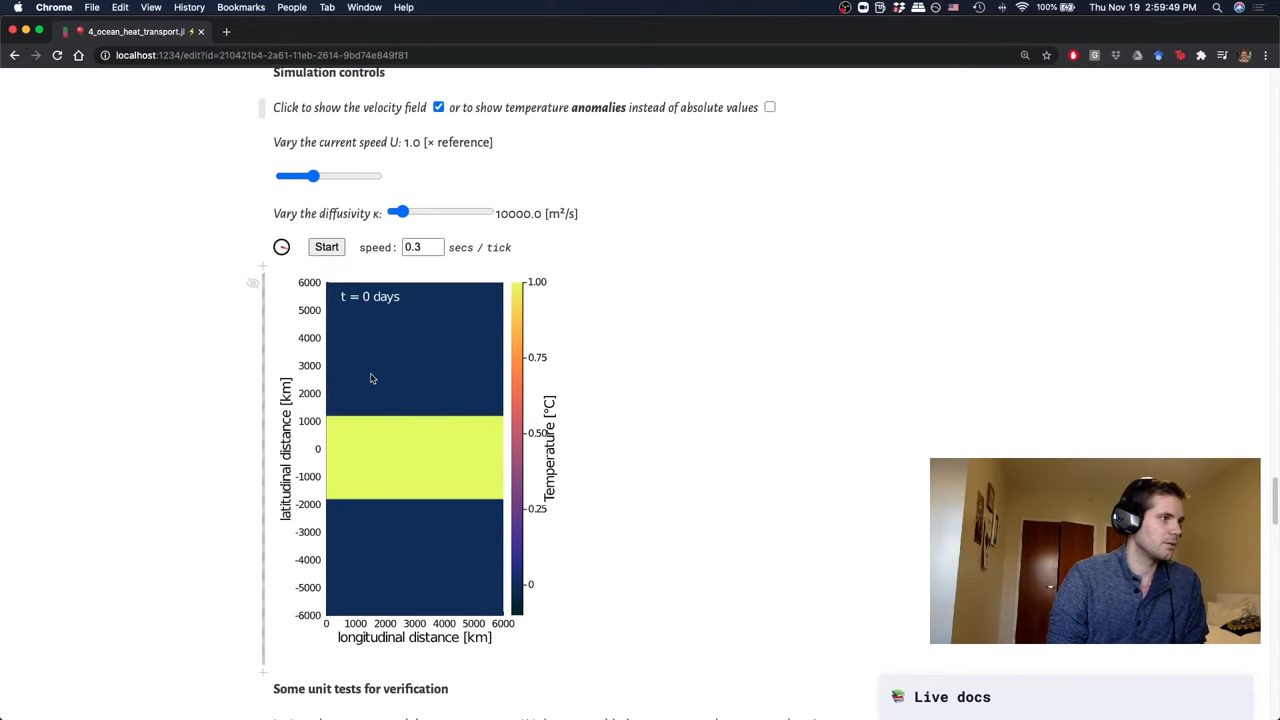 Chrome File Edit View History Bookmarks People Tab Window Help 100% Thu Nov 19 2:59:49 PM
4_ocean_heat_transport.jl
localhost:1234/edit?id=210421b4-2a61-11eb-2614-9bd74e849f81
Simulation controls
Click to show the velocity field or to show temperature anomalies instead of absolute values
Vary the current speed U: 1.0 [× reference]
Vary the diffusivity κ: 10000.0 [m²/s]
Start speed: 0.3 secs / tick
t = 0 days
6000
5000
4000
3000
2000
1000
0
-1000
-2000
-3000
-4000
-5000
-6000
latitudinal distance [km]
0 1000 2000 3000 4000 5000 6000
longitudinal distance [km]
1.00
0.75
0.50
0.25
0
Temperature [°C]
Some unit tests for verification
Live docs